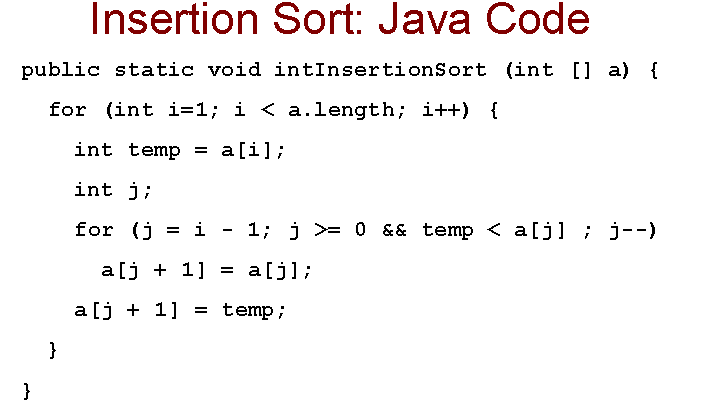 Insertion Sort: Java Code
public static void intInsertionSort (int [] a) {
for (int i=1; i < a.length; i++) {
int temp = a[i];
int j;
for (j = i - 1; j >= 0 && temp < a[j] ; j--)
a[j + 1] = a[j];
a[j + 1] = temp;
}
}